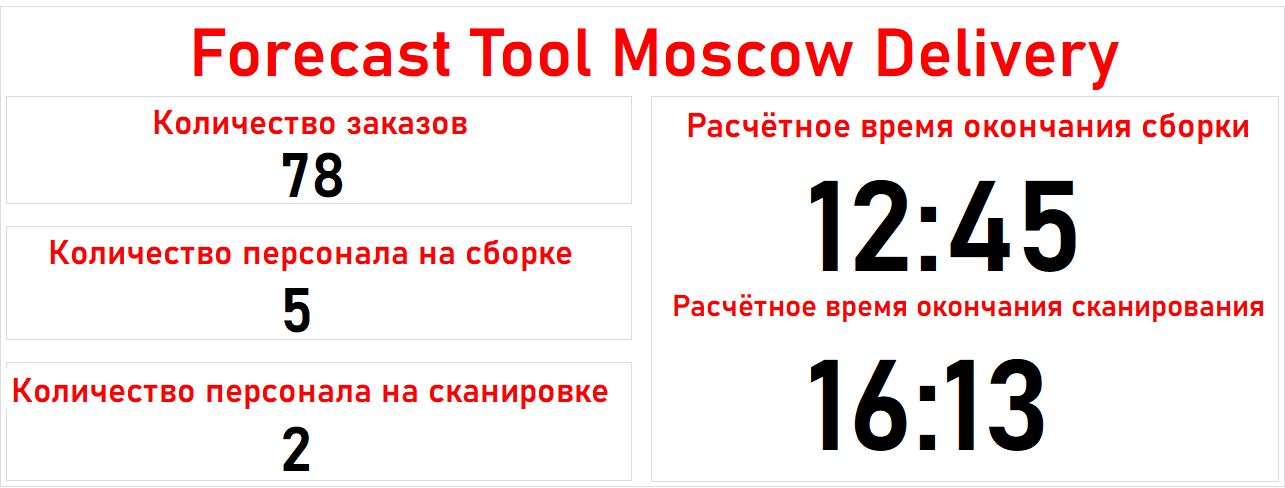 Forecast Tool Moscow Delivery
Количество заказов
78
Количество персонала на сборке
5
Количество персонала на сканировке
2
Расчётное время окончания сборки
12:45
Расчётное время окончания сканирования
16:13